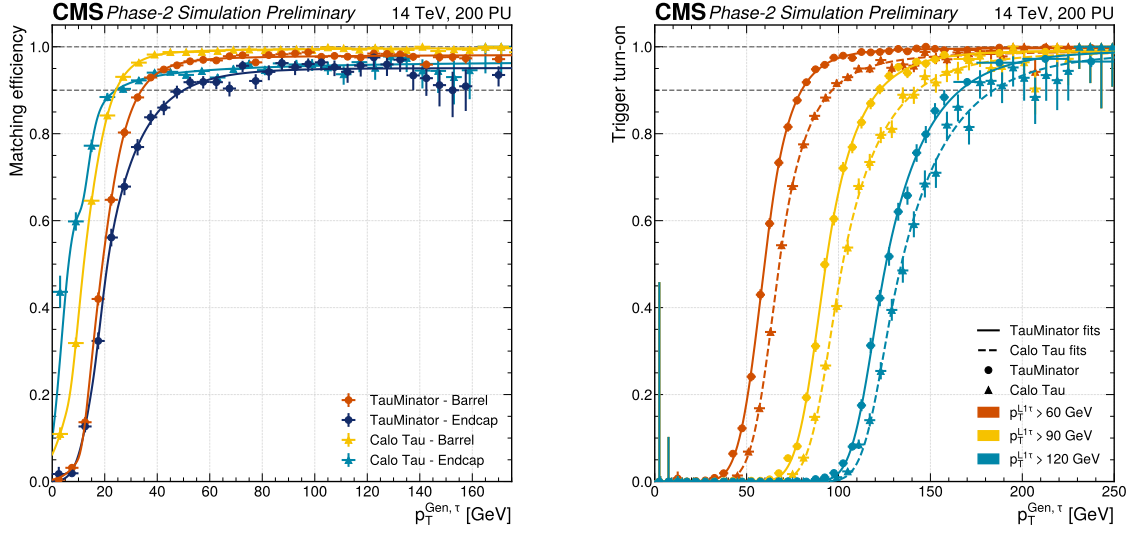 CMS Phase-2 Simulation Preliminary 14 TeV, 200 PU
Matching efficiency
1.0
0.8
0.6
0.4
0.2
0.0
TauMinator - Barrel
TauMinator - Endcap
Calo Tau - Barrel
Calo Tau - Endcap
0 20 40 60 80 100 120 140 160
p_T^{Gen, τ} [GeV]
CMS Phase-2 Simulation Preliminary 14 TeV, 200 PU
Trigger turn-on
1.0
0.8
0.6
0.4
0.2
0.0
TauMinator fits
Calo Tau fits
TauMinator
Calo Tau
p_T^{L1τ} > 60 GeV
p_T^{L1τ} > 90 GeV
p_T^{L1τ} > 120 GeV
0 50 100 150 200 250
p_T^{Gen, τ} [GeV]